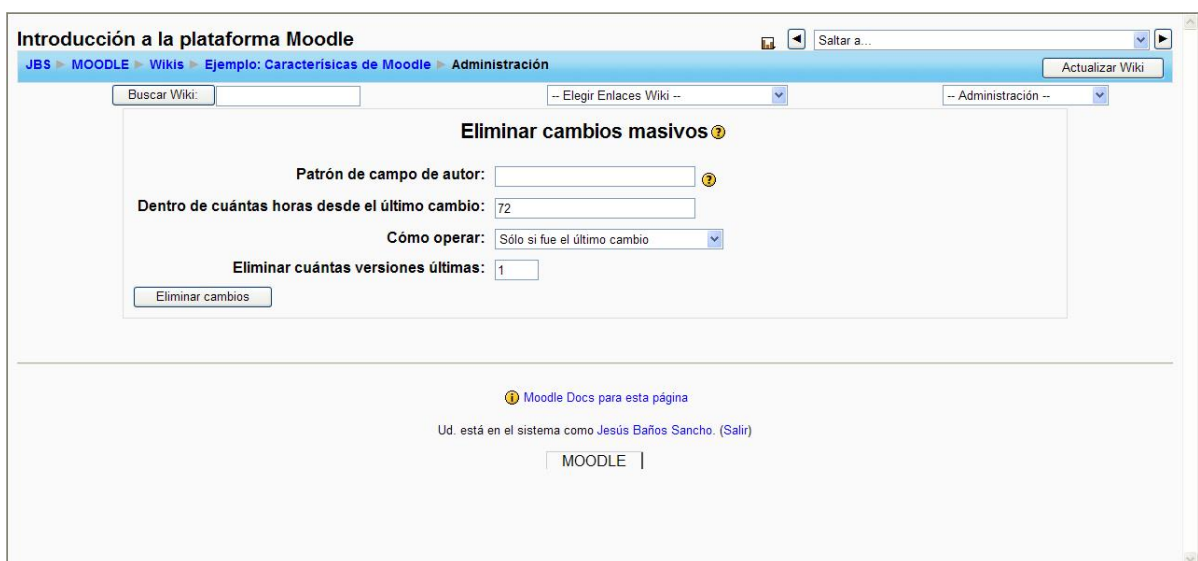 Introducción a la plataforma Moodle
Saltar a...
JBS ► MOODLE ► Wikis ► Ejemplo: Caracterísicas de Moodle ► Administración
Actualizar Wiki
Buscar Wiki:
-- Elegir Enlaces Wiki --
-- Administración --
Eliminar cambios masivos
Patrón de campo de autor:
Dentro de cuántas horas desde el último cambio: 72
Cómo operar: Sólo si fue el último cambio
Eliminar cuántas versiones últimas: 1
Eliminar cambios
Moodle Docs para esta página
Ud. está en el sistema como Jesús Baños Sancho. (Salir)
MOODLE